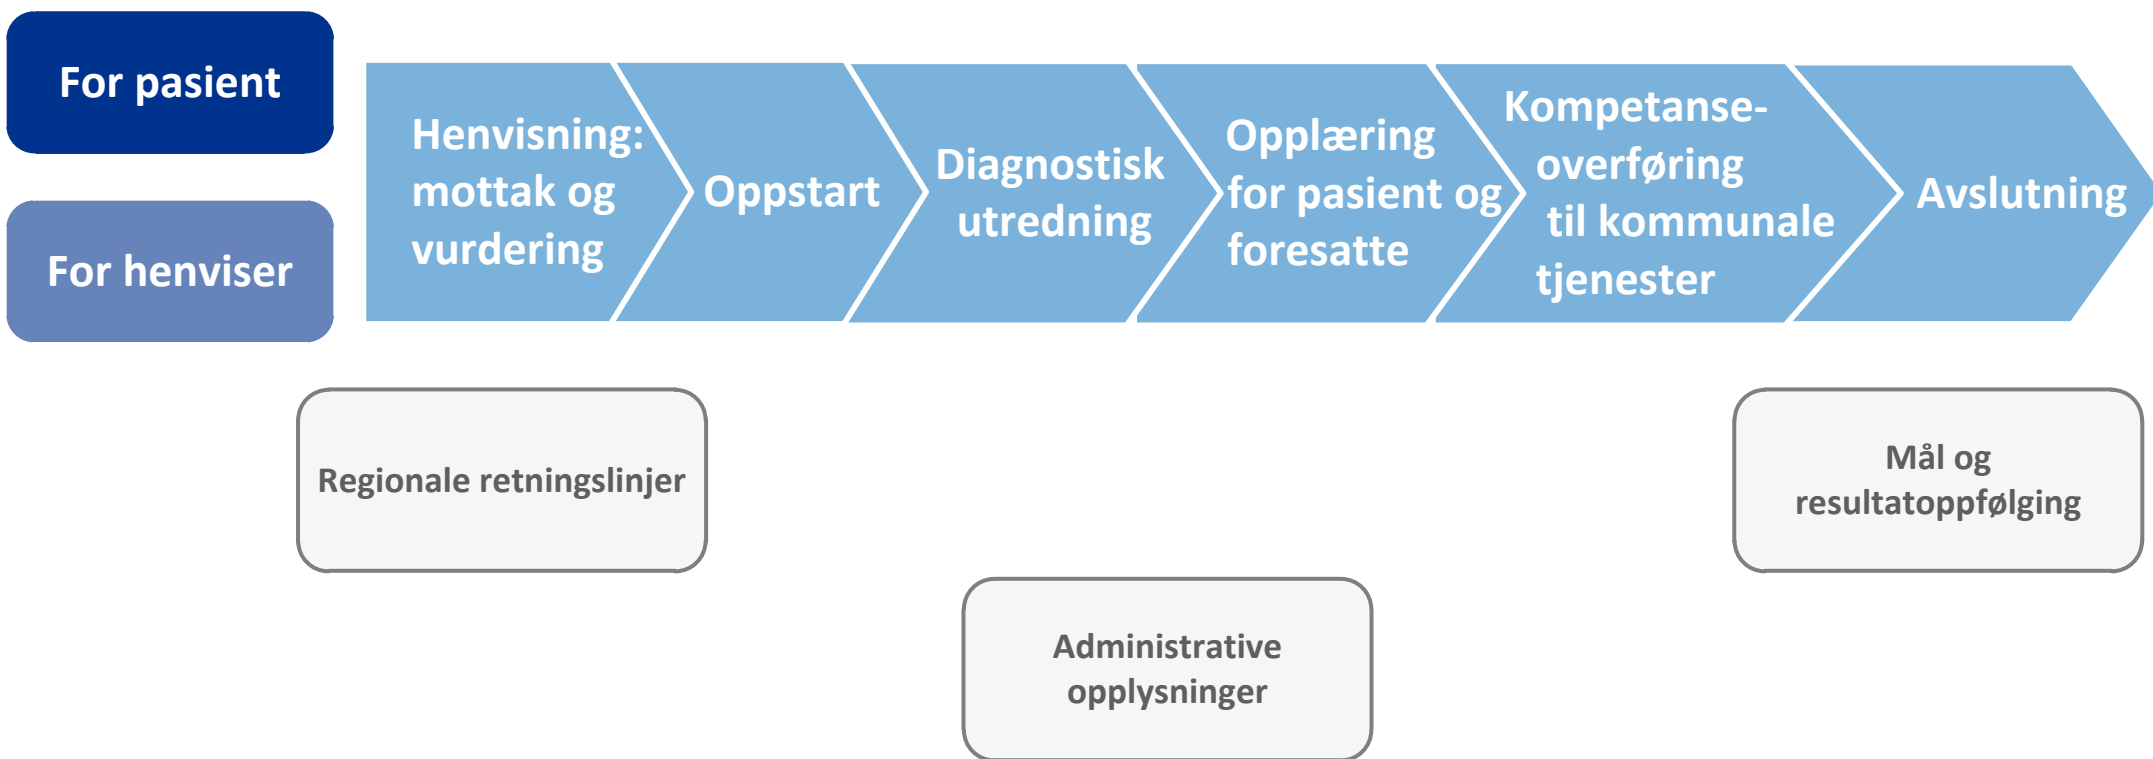 For pasient
For henviser
Henvisning:
mottak og
vurdering
Oppstart
Diagnostisk
utredning
Opplæring
for pasient og
foresatte
Kompetanse-
overføring
til kommunale
tjenester
Avslutning
Regionale retningslinjer
Mål og
resultatoppfølging
Administrative
opplysninger